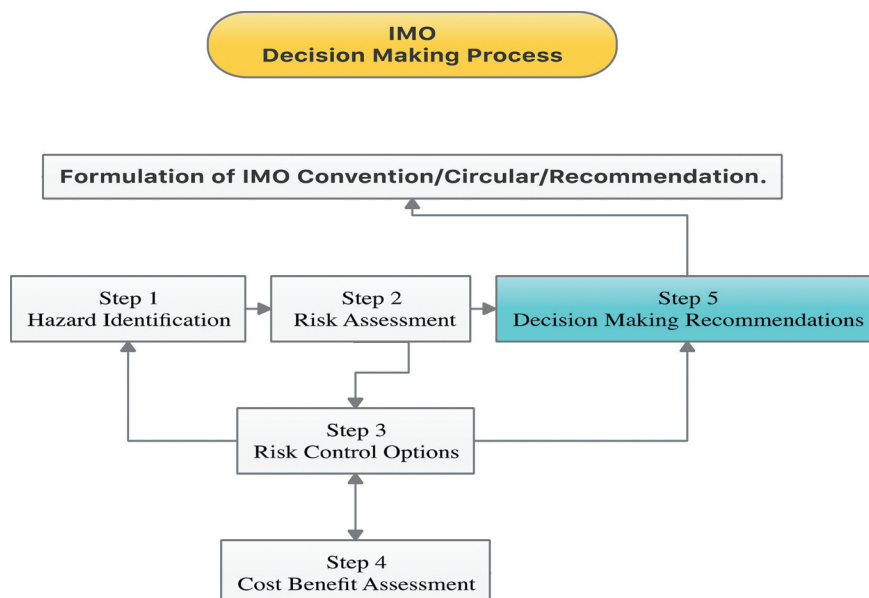 IMO
Decision Making Process
Formulation of IMO Convention/Circular/Recommendation.
Step 1
Hazard Identification
Step 2
Risk Assessment
Step 5
Decision Making Recommendations
Step 3
Risk Control Options
Step 4
Cost Benefit Assessment